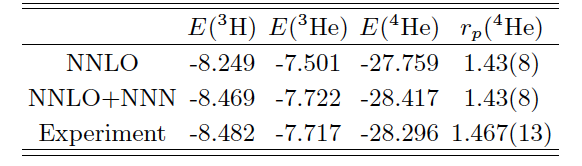 E(³H) E(³He) E(⁴He) rₚ(⁴He)
NNLO -8.249 -7.501 -27.759 1.43(8)
NNLO+NNN -8.469 -7.722 -28.417 1.43(8)
Experiment -8.482 -7.717 -28.296 1.467(13)